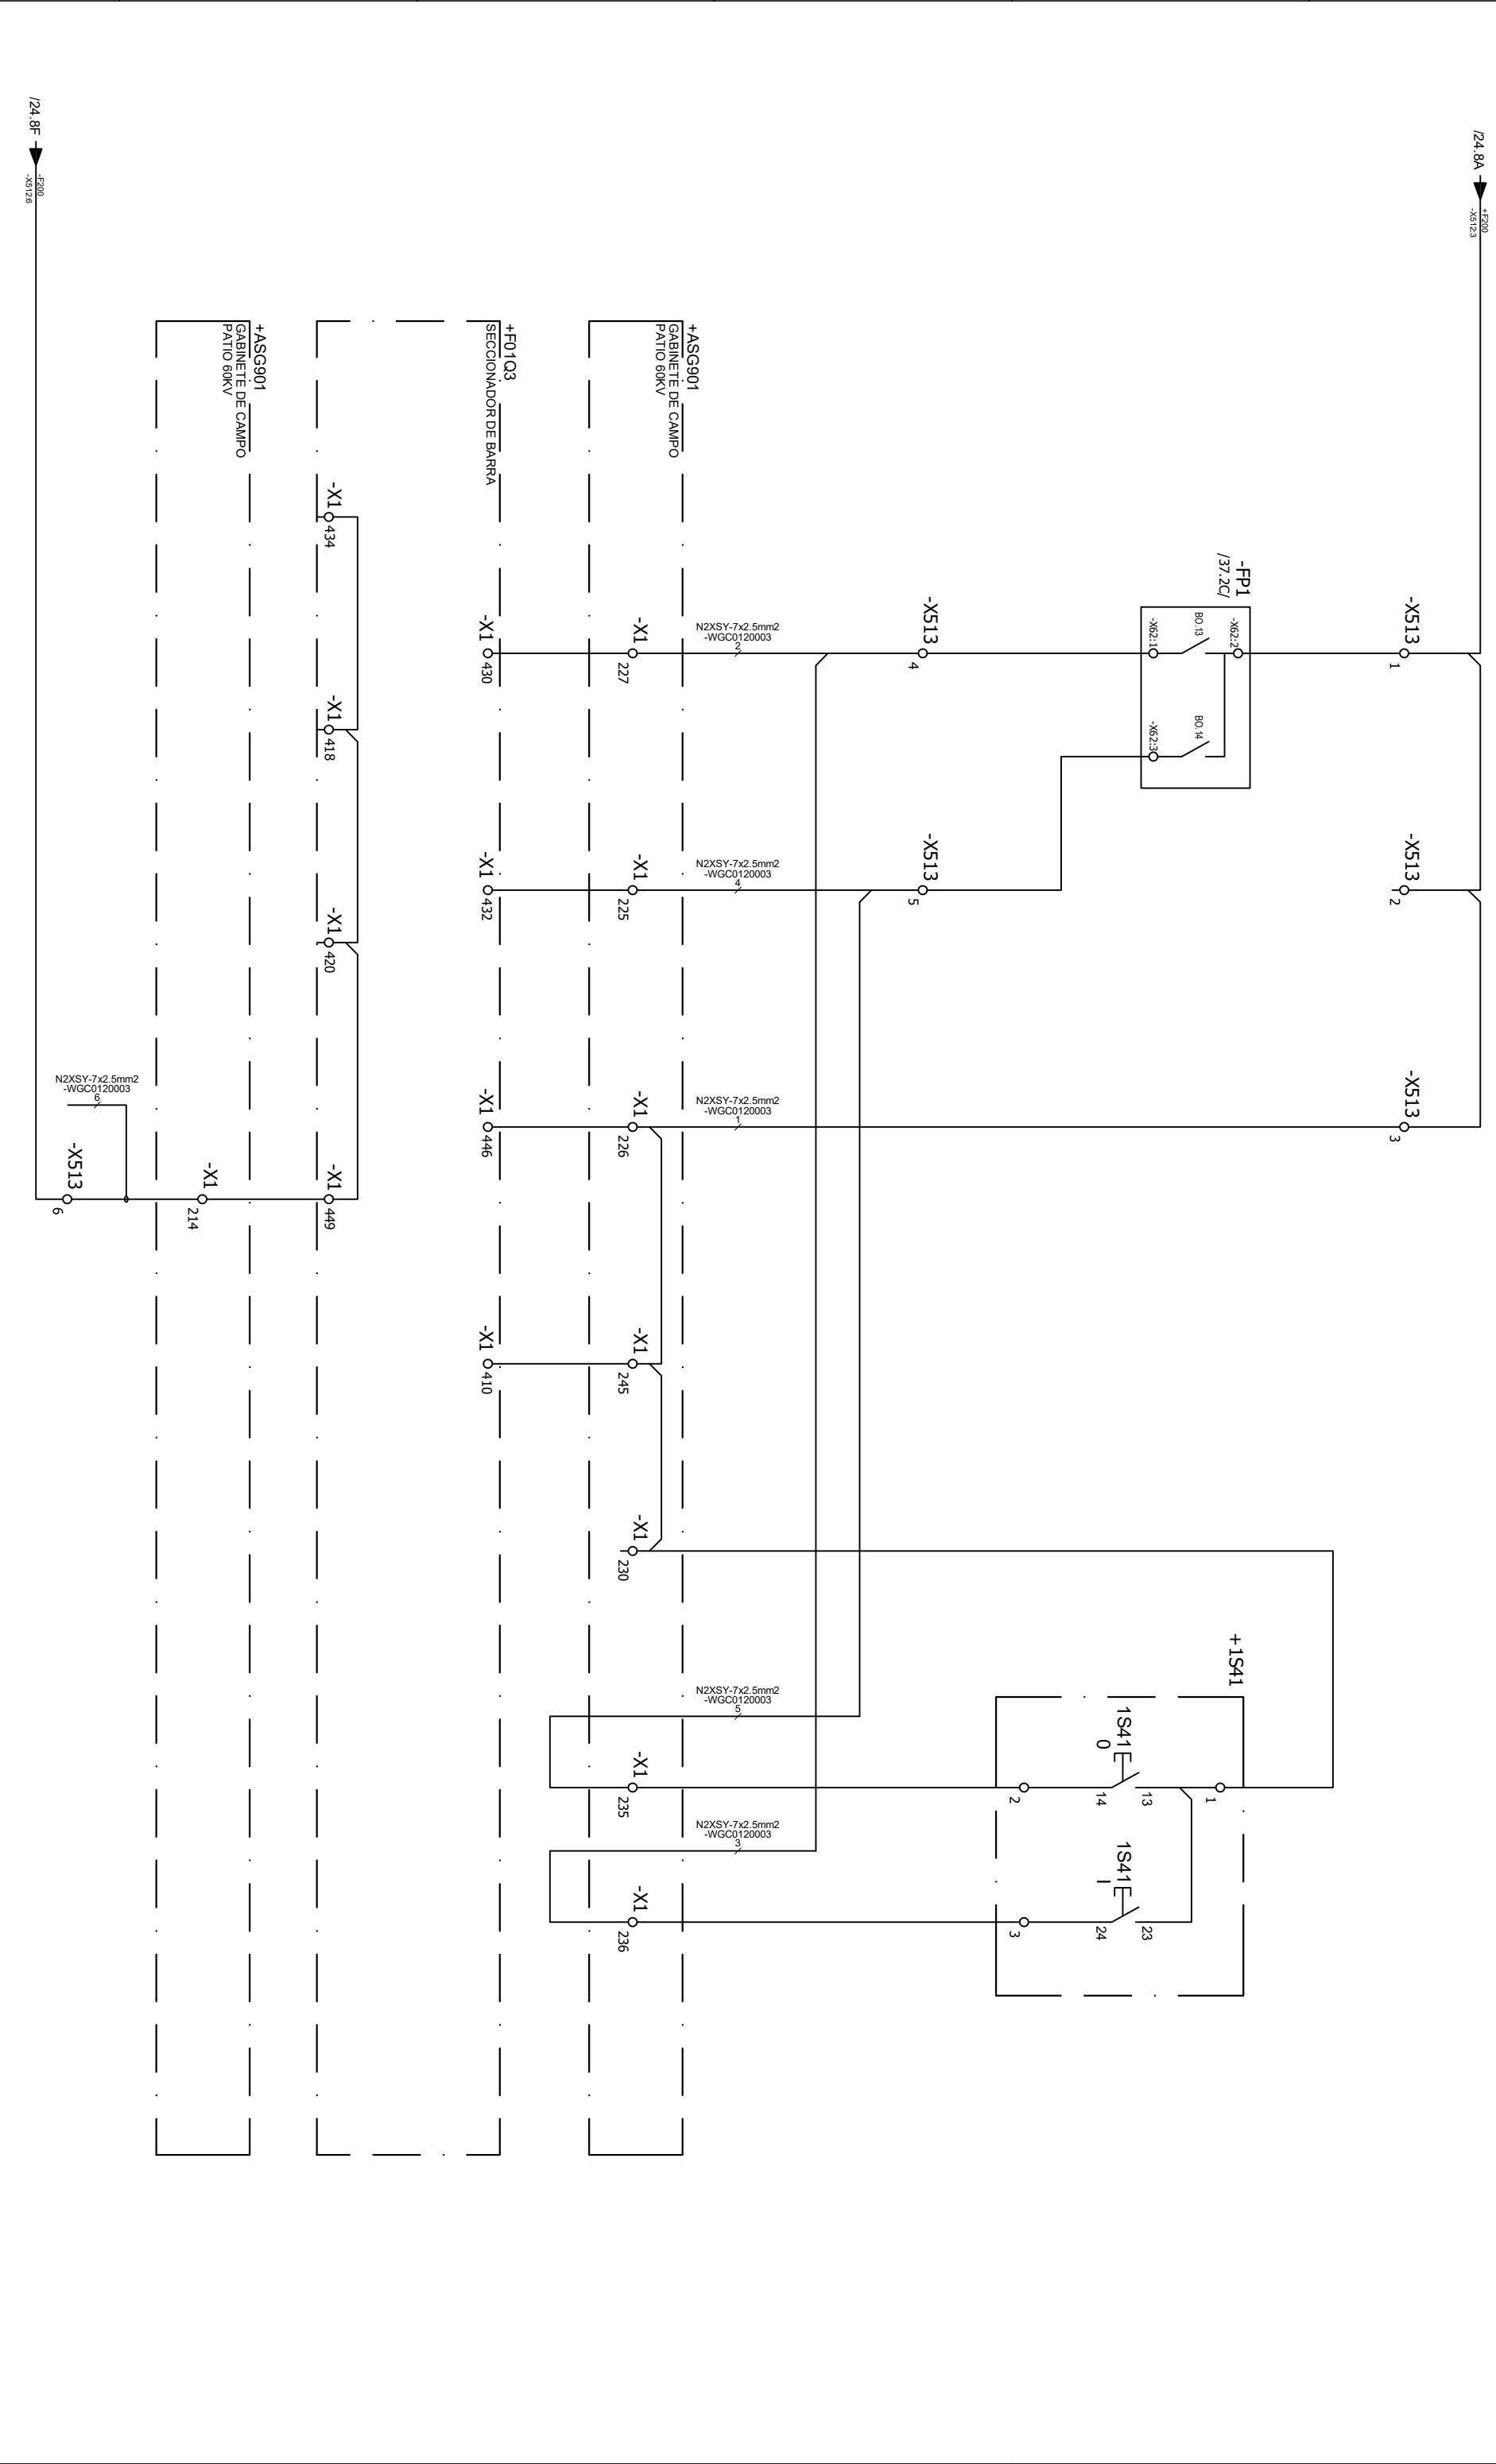 /24.8A
+F200
-X512:3
-X513
1
-X513
2
-X513
3
-FP1
/37.2C/
-X62:2
BO.13
-X62:1
BO.14
-X62:3
+1S41
1
1S41
0
13
14
2
1S41
I
23
24
3
-X513
4
-X513
5
N2XSY-7x2.5mm2
-WGC0120003
2
N2XSY-7x2.5mm2
-WGC0120003
4
N2XSY-7x2.5mm2
-WGC0120003
1
N2XSY-7x2.5mm2
-WGC0120003
5
N2XSY-7x2.5mm2
-WGC0120003
3
+ASG901
GABINETE DE CAMPO
PATIO 60KV
-X1
227
-X1
225
-X1
226
-X1
245
-X1
230
-X1
235
-X1
236
+F01Q3
SECCIONADOR DE BARRA
-X1
430
-X1
432
-X1
446
-X1
410
-X1
434
-X1
418
-X1
420
-X1
449
+ASG901
GABINETE DE CAMPO
PATIO 60KV
-X1
214
N2XSY-7x2.5mm2
-WGC0120003
6
-X513
6
/24.8F
-F200
-X512:6